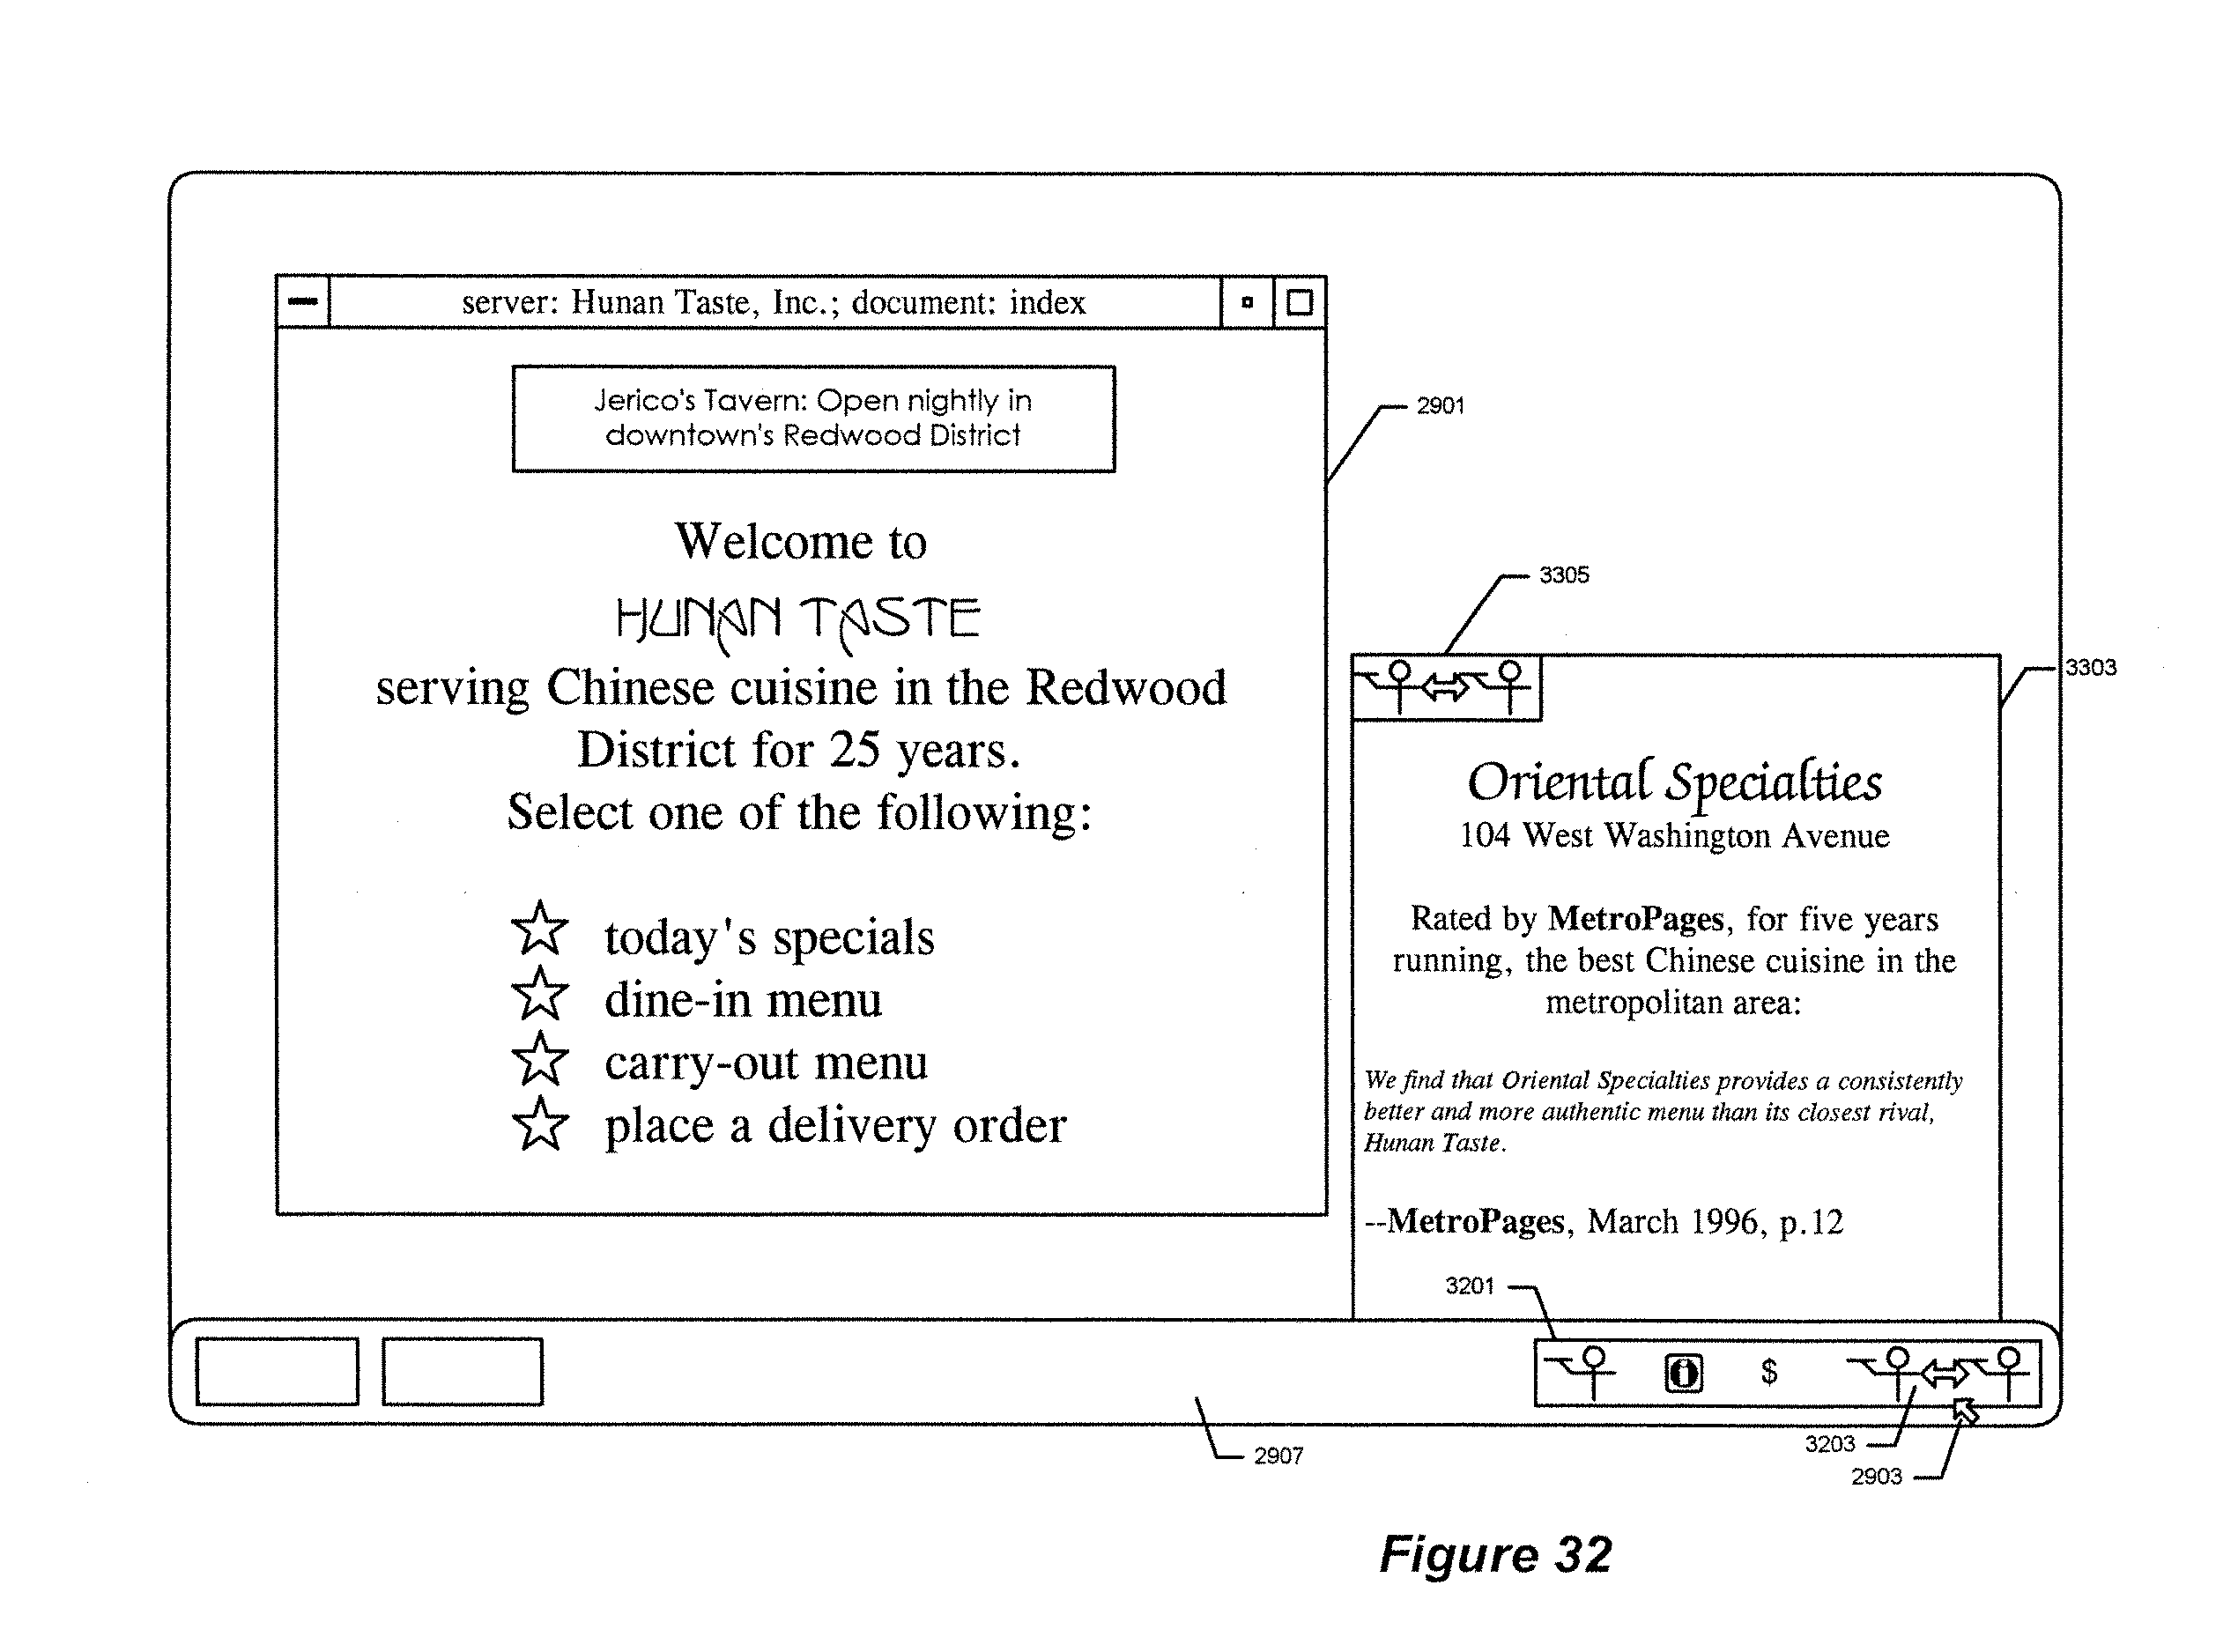 server: Hunan Taste, Inc.; document: index
Jerico's Tavern: Open nightly in
downtown's Redwood District
2901
Welcome to
HUNAN TASTE
serving Chinese cuisine in the Redwood
District for 25 years.
Select one of the following:
today's specials
dine-in menu
carry-out menu
place a delivery order
3305
3303
Oriental Specialties
104 West Washington Avenue
Rated by MetroPages, for five years
running, the best Chinese cuisine in the
metropolitan area:
We find that Oriental Specialties provides a consistently
better and more authentic menu than its closest rival,
Hunan Taste.
--MetroPages, March 1996, p.12
3201
i
$
2907
3203
2903
Figure 32